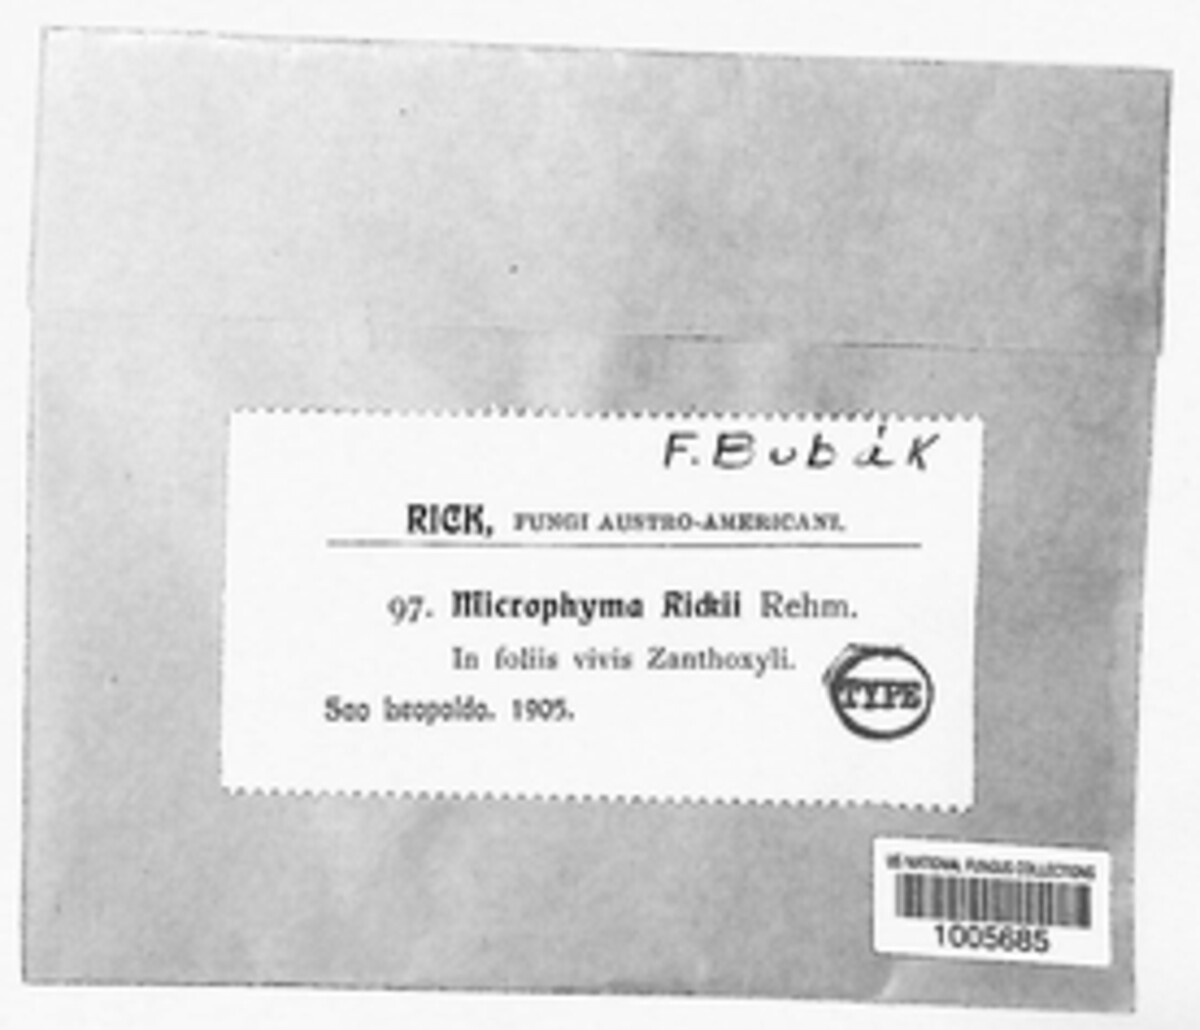 F. Bubák
RICK, FUNGI AUSTRO-AMERICANI.
97. Microphyma Rickii Rehm.
In foliis vivis Zanthoxyli.
Sao Leopoldo. 1905.
TYPE
US NATIONAL FUNGUS COLLECTIONS
1005685